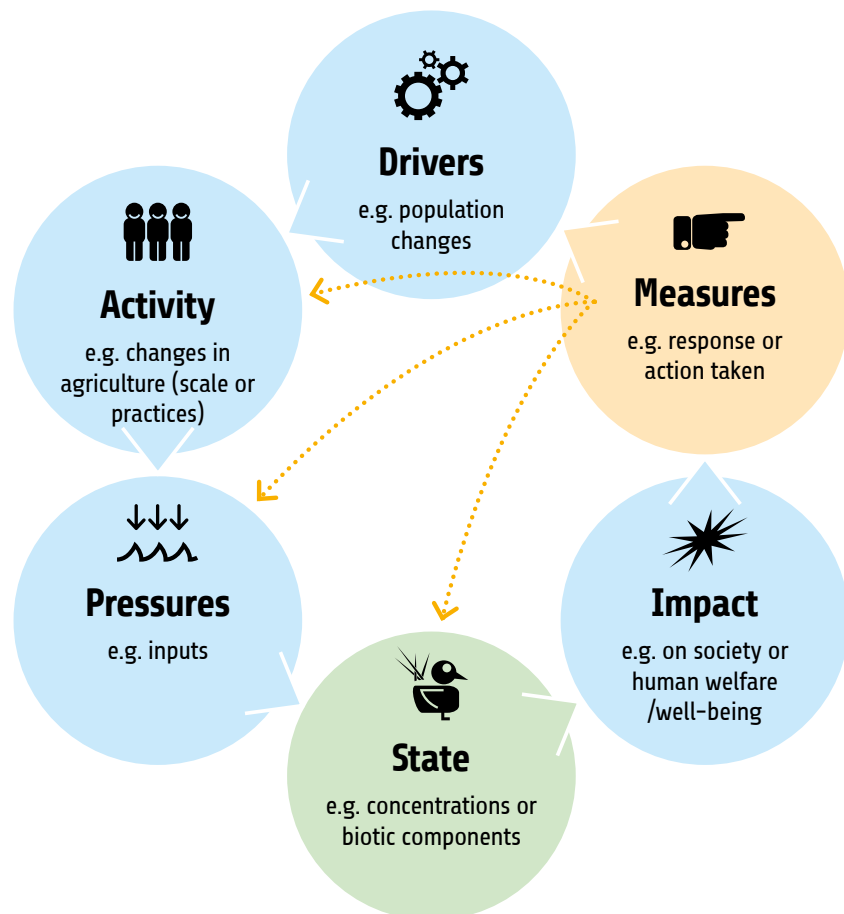 Drivers
e.g. population
changes
Measures
e.g. response or
action taken
Activity
e.g. changes in
agriculture (scale or
practices)
Pressures
e.g. inputs
Impact
e.g. on society or
human welfare
/well-being
State
e.g. concentrations or
biotic components